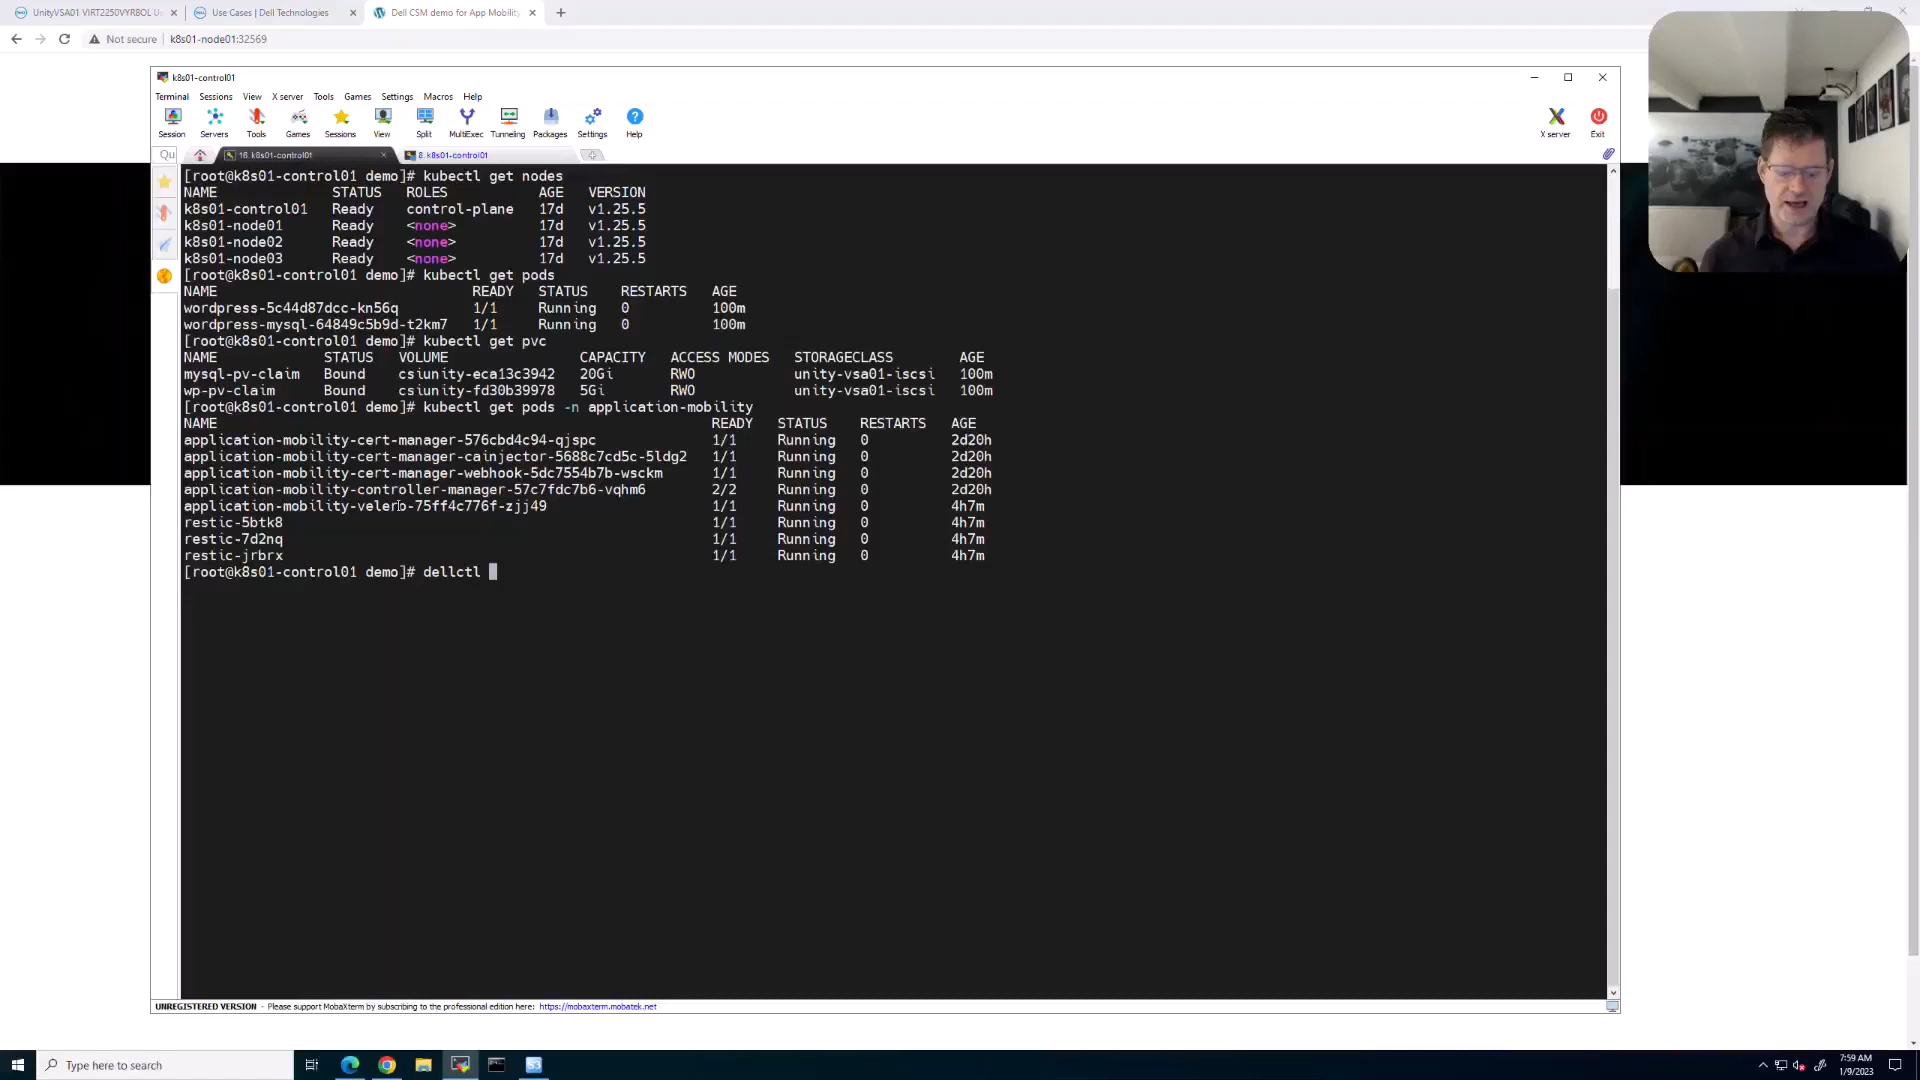 UnityVSA01 VIRT2250VYR8OL U
Use Cases | Dell Technologies
Dell CSM demo for App Mobility
Not secure
k8s01-node01:32569
k8s01-control01
Terminal Sessions View X server Tools Games Settings Macros Help
Session Servers Tools Games Sessions View Split MultiExec Tunneling Packages Settings Help X server Exit
Qu
16. k8s01-control01
8. k8s01-control01
[root@k8s01-control01 demo]# kubectl get nodes
NAME STATUS ROLES AGE VERSION
k8s01-control01 Ready control-plane 17d v1.25.5
k8s01-node01 Ready <none> 17d v1.25.5
k8s01-node02 Ready <none> 17d v1.25.5
k8s01-node03 Ready <none> 17d v1.25.5
[root@k8s01-control01 demo]# kubectl get pods
NAME READY STATUS RESTARTS AGE
wordpress-5c44d87dcc-kn56q 1/1 Running 0 100m
wordpress-mysql-64849c5b9d-t2km7 1/1 Running 0 100m
[root@k8s01-control01 demo]# kubectl get pvc
NAME STATUS VOLUME CAPACITY ACCESS MODES STORAGECLASS AGE
mysql-pv-claim Bound csiunity-eca13c3942 20Gi RWO unity-vsa01-iscsi 100m
wp-pv-claim Bound csiunity-fd30b39978 5Gi RWO unity-vsa01-iscsi 100m
[root@k8s01-control01 demo]# kubectl get pods -n application-mobility
NAME READY STATUS RESTARTS AGE
application-mobility-cert-manager-576cbd4c94-qjspc 1/1 Running 0 2d20h
application-mobility-cert-manager-cainjector-5688c7cd5c-5ldg2 1/1 Running 0 2d20h
application-mobility-cert-manager-webhook-5dc7554b7b-wsckm 1/1 Running 0 2d20h
application-mobility-controller-manager-57c7fdc7b6-vqhm6 2/2 Running 0 2d20h
application-mobility-velero-75ff4c776f-zjj49 1/1 Running 0 4h7m
restic-5btk8 1/1 Running 0 4h7m
restic-7d2nq 1/1 Running 0 4h7m
restic-jrbrx 1/1 Running 0 4h7m
[root@k8s01-control01 demo]# dellctl
UNREGISTERED VERSION - Please support MobaXterm by subscribing to the professional edition here: https://mobaxterm.mobatek.net
Type here to search
S3
7:59 AM
1/9/2023